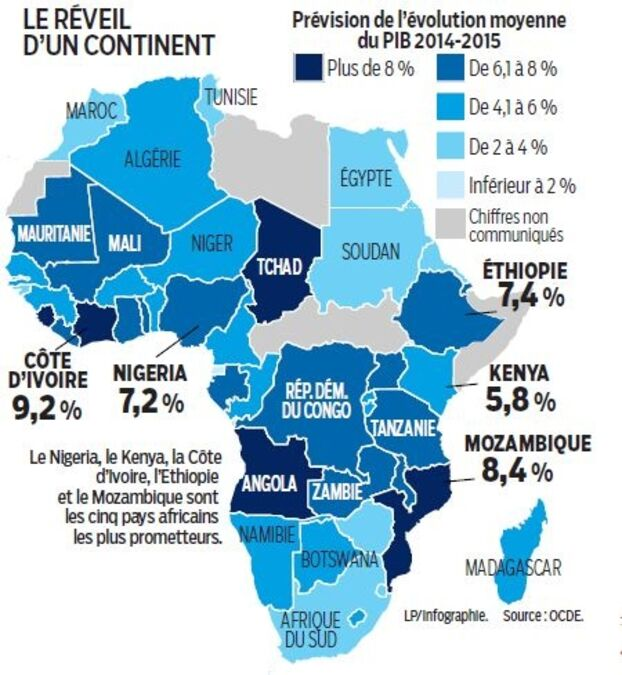 LE RÉVEIL
D'UN CONTINENT
Prévision de l'évolution moyenne
du PIB 2014-2015
Plus de 8 %
De 6,1 à 8 %
De 4,1 à 6 %
De 2 à 4 %
Inférieur à 2 %
Chiffres non
communiqués
MAROC
TUNISIE
ALGÉRIE
ÉGYPTE
MAURITANIE
MALI
NIGER
TCHAD
SOUDAN
ÉTHIOPIE
7,4 %
CÔTE
D'IVOIRE
9,2 %
NIGERIA
7,2 %
RÉP. DÉM.
DU CONGO
KENYA
5,8 %
TANZANIE
MOZAMBIQUE
8,4 %
Le Nigeria, le Kenya, la Côte
d'Ivoire, l'Ethiopie
et le Mozambique sont
les cinq pays africains
les plus prometteurs.
ANGOLA
ZAMBIE
NAMIBIE
BOTSWANA
MADAGASCAR
AFRIQUE
DU SUD
LP/Infographie. Source : OCDE.